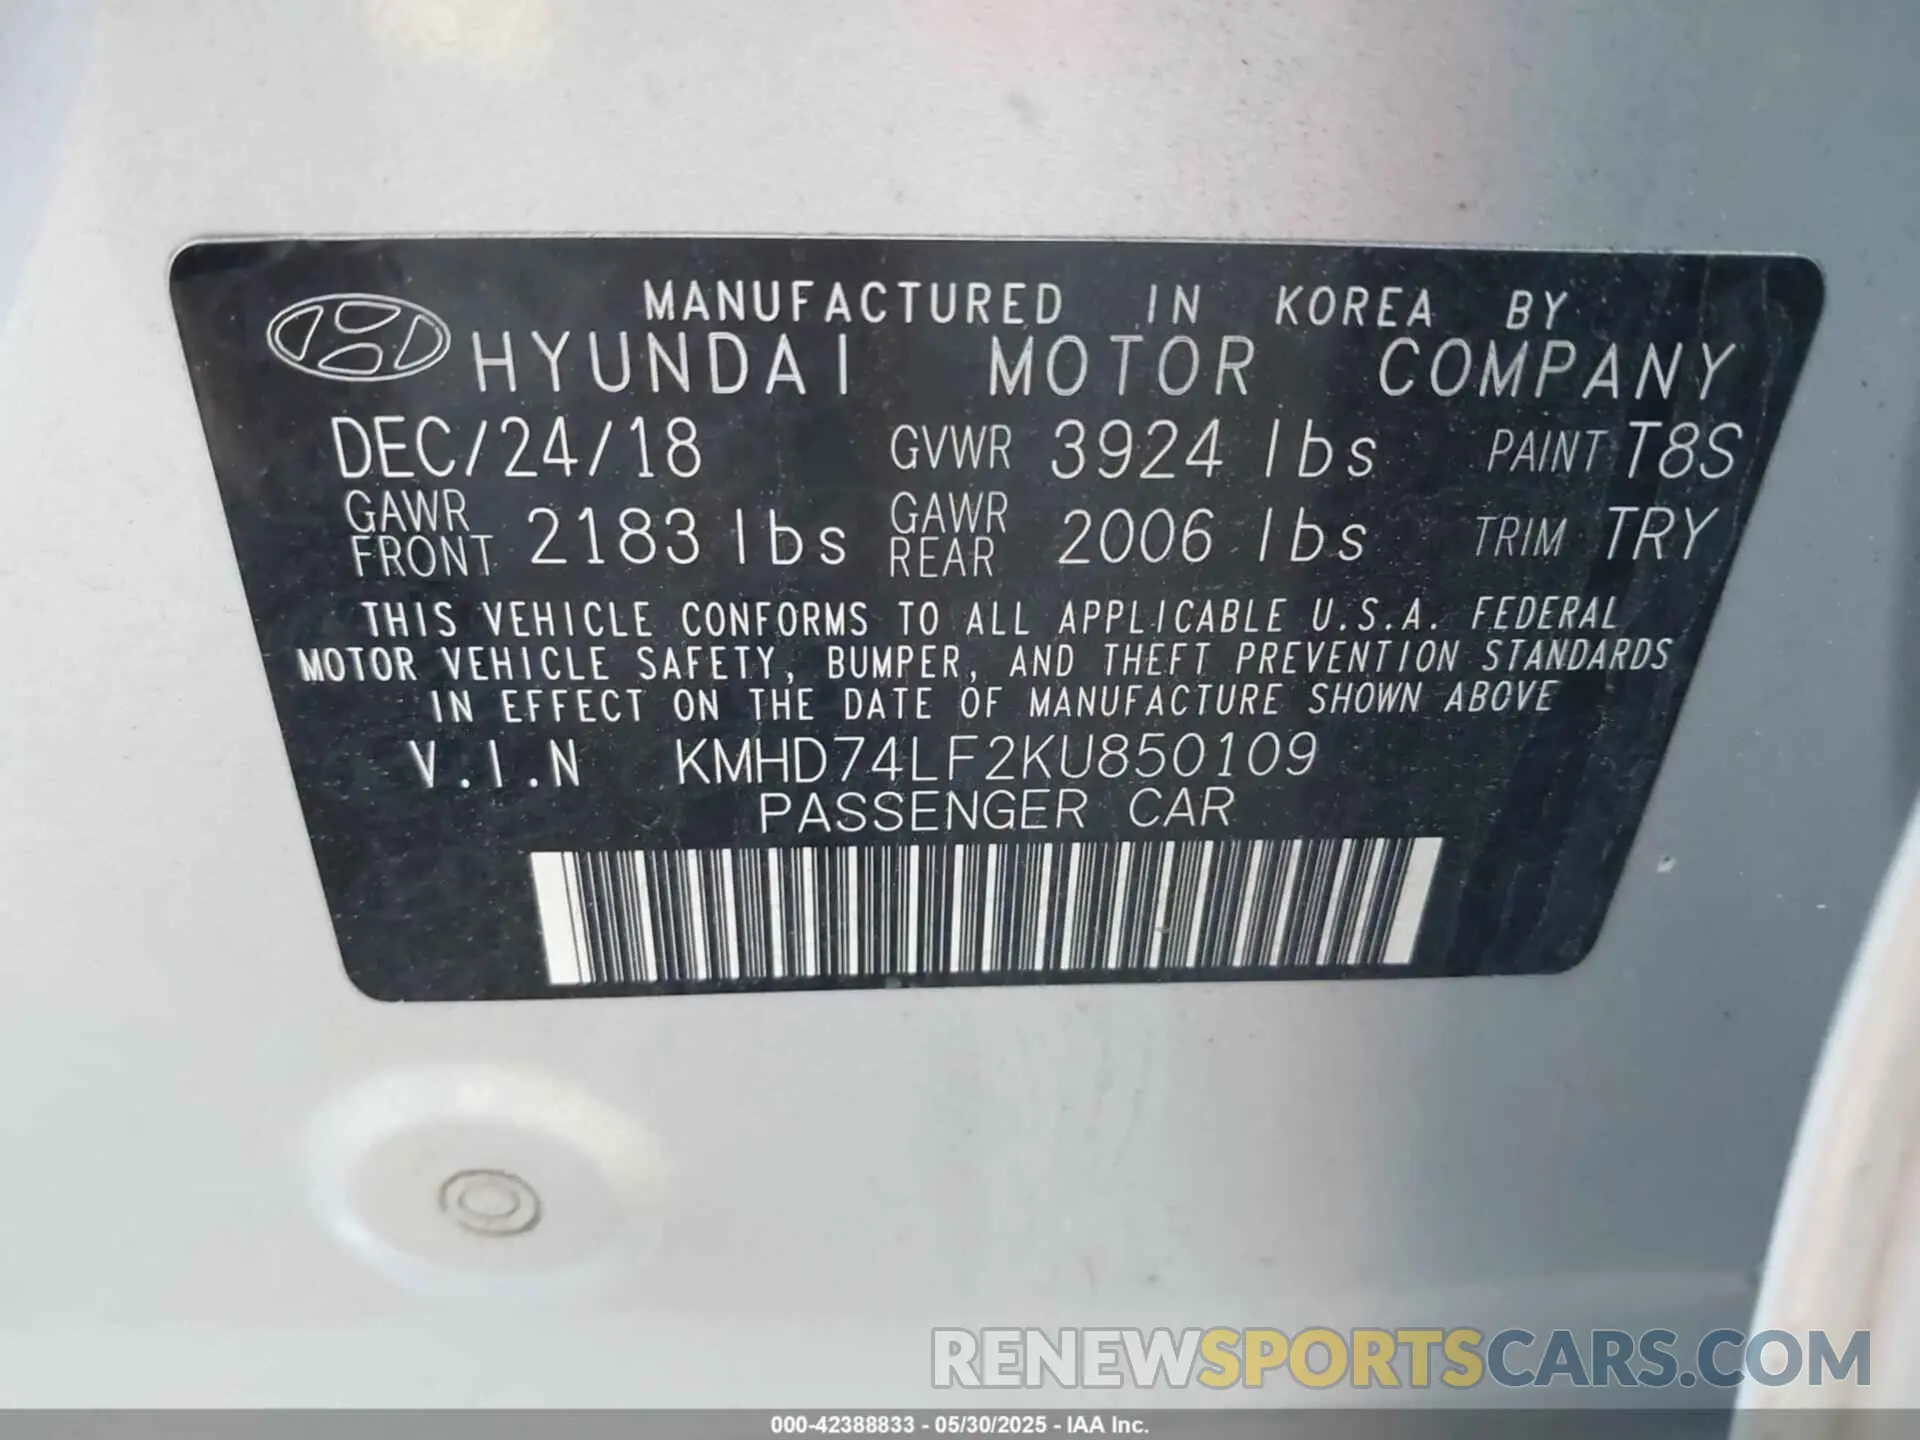 MANUFACTURED IN KOREA BY
HYUNDAI MOTOR COMPANY
DEC/24/18 GVWR 3924 lbs PAINT T8S
GAWR FRONT 2183 lbs GAWR REAR 2006 lbs TRIM TRY
THIS VEHICLE CONFORMS TO ALL APPLICABLE U.S.A. FEDERAL
MOTOR VEHICLE SAFETY, BUMPER, AND THEFT PREVENTION STANDARDS
IN EFFECT ON THE DATE OF MANUFACTURE SHOWN ABOVE
V.I.N KMHD74LF2KU850109
PASSENGER CAR
RENEWSPORTSCARS.COM
000-42388833 - 05/30/2025 - IAA Inc.